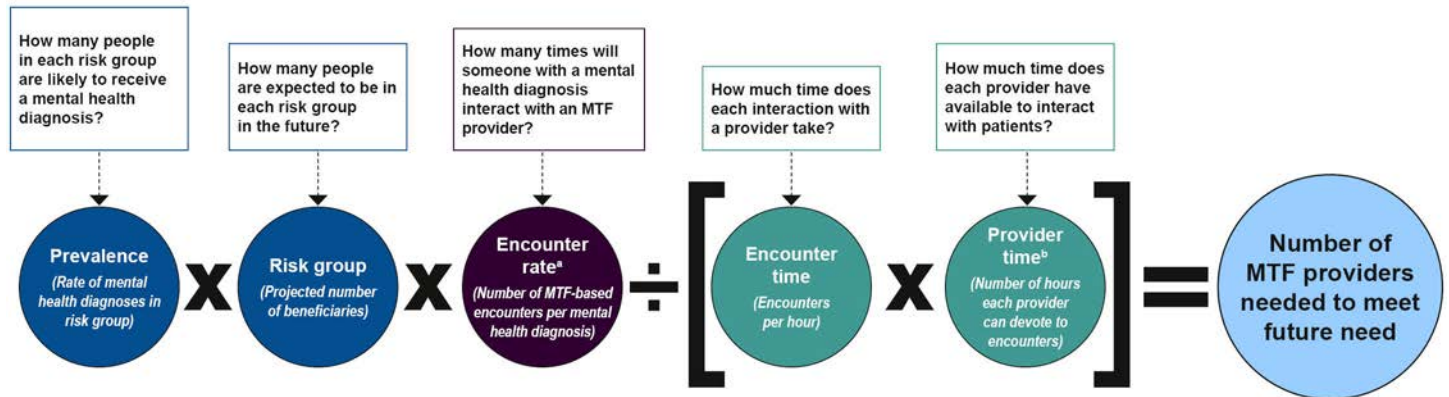 How many people
in each risk group
are likely to receive
a mental health
diagnosis?
How many people
are expected to be in
each risk group
in the future?
How many times will
someone with a mental
health diagnosis
interact with an MTF
provider?
How much time does
each interaction with
a provider take?
How much time does
each provider have
available to interact
with patients?
Prevalence
(Rate of mental
health diagnoses in
risk group)
X
Risk group
(Projected number
of beneficiaries)
X
Encounter
rateᵃ
(Number of MTF-based
encounters per mental
health diagnosis)
÷
[
Encounter
time
(Encounters
per hour)
X
Provider
timeᵇ
(Number of hours
each provider
can devote to
encounters)
]
=
Number of
MTF providers
needed to meet
future need